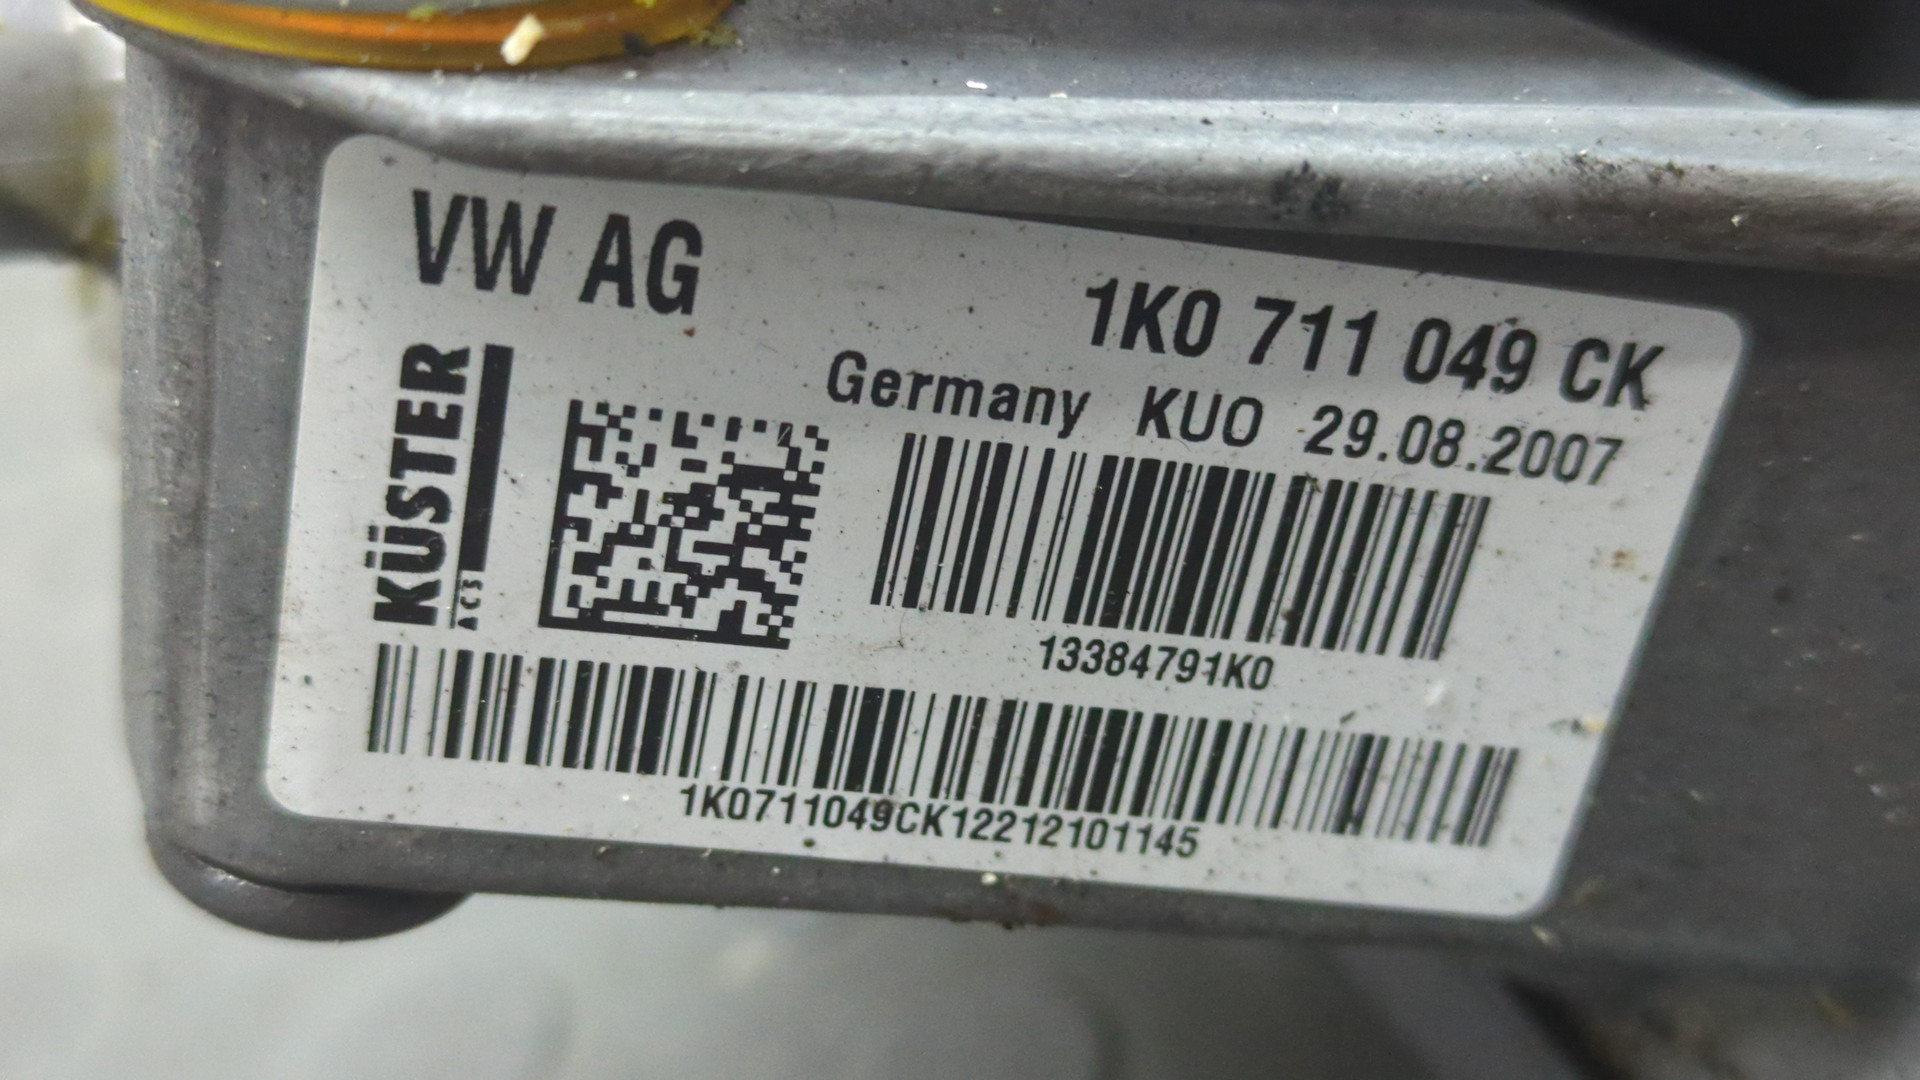 VW AG
1K0 711 049 CK
Germany KUO 29.08.2007
KÜSTER
ACS
13384791K0
1K0711049CK12212101145